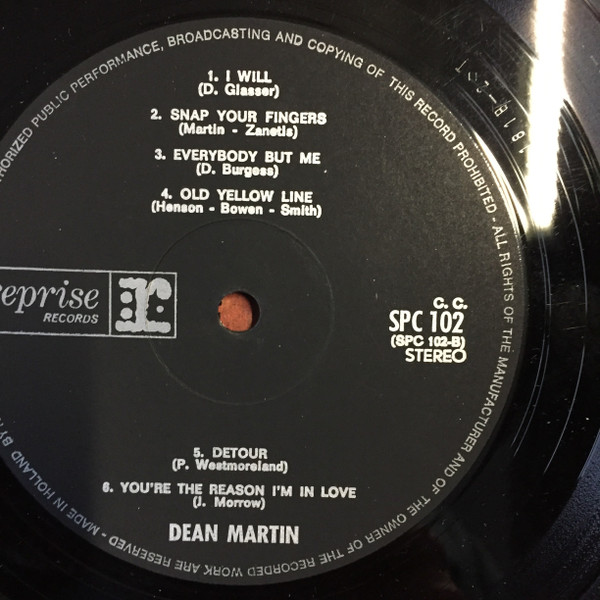 1. I WILL
(D. Glasser)
2. SNAP YOUR FINGERS
(Martin - Zanetis)
3. EVERYBODY BUT ME
(D. Burgess)
4. OLD YELLOW LINE
(Henson - Bowen - Smith)
reprise
RECORDS
r:
C. C.
SPC 102
(SPC 102-B)
STEREO
5. DETOUR
(P. Westmoreland)
6. YOU'RE THE REASON I'M IN LOVE
(J. Morrow)
DEAN MARTIN
PUBLIC PERFORMANCE, BROADCASTING AND COPYING OF THIS RECORD PROHIBITED - ALL RIGHTS OF THE MANUFACTURER AND OF THE OWNER OF THE RECORDED WORK ARE RESERVED - MADE IN HOLLAND BY